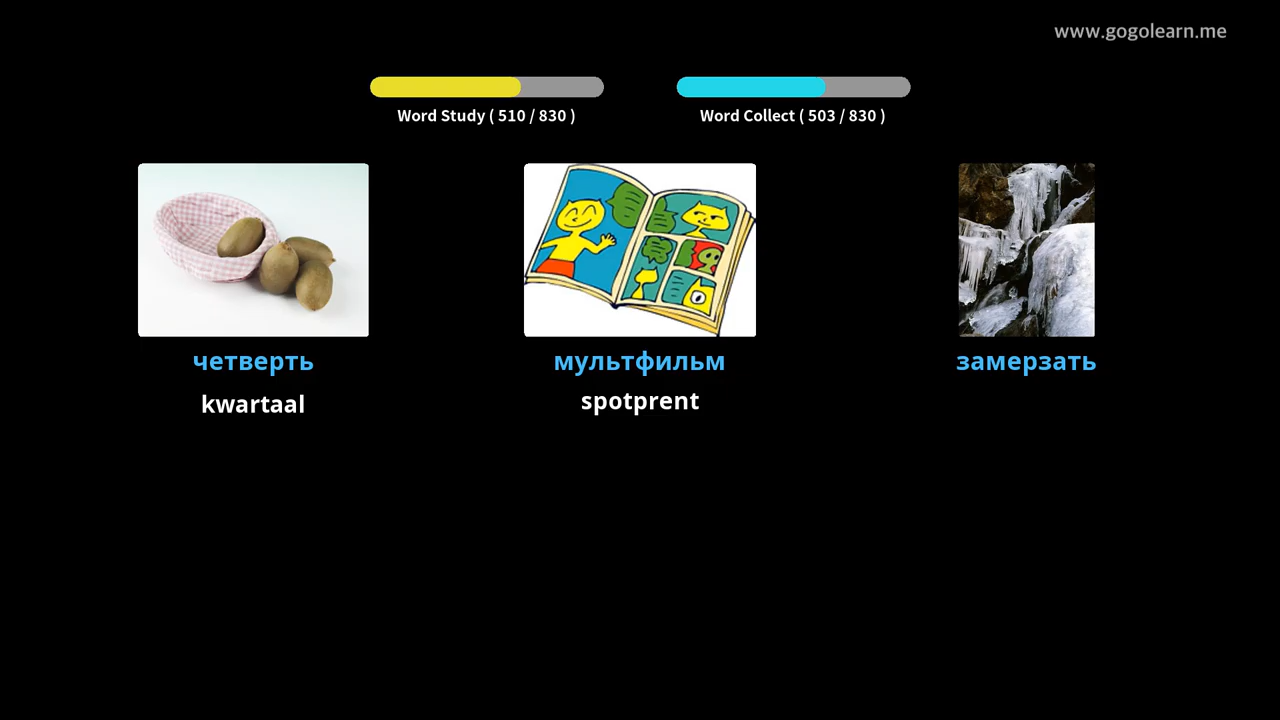 www.gogolearn.me
Word Study ( 510 / 830 )
Word Collect ( 503 / 830 )
четверть
мультфильм
замерзать
kwartaal
spotprent